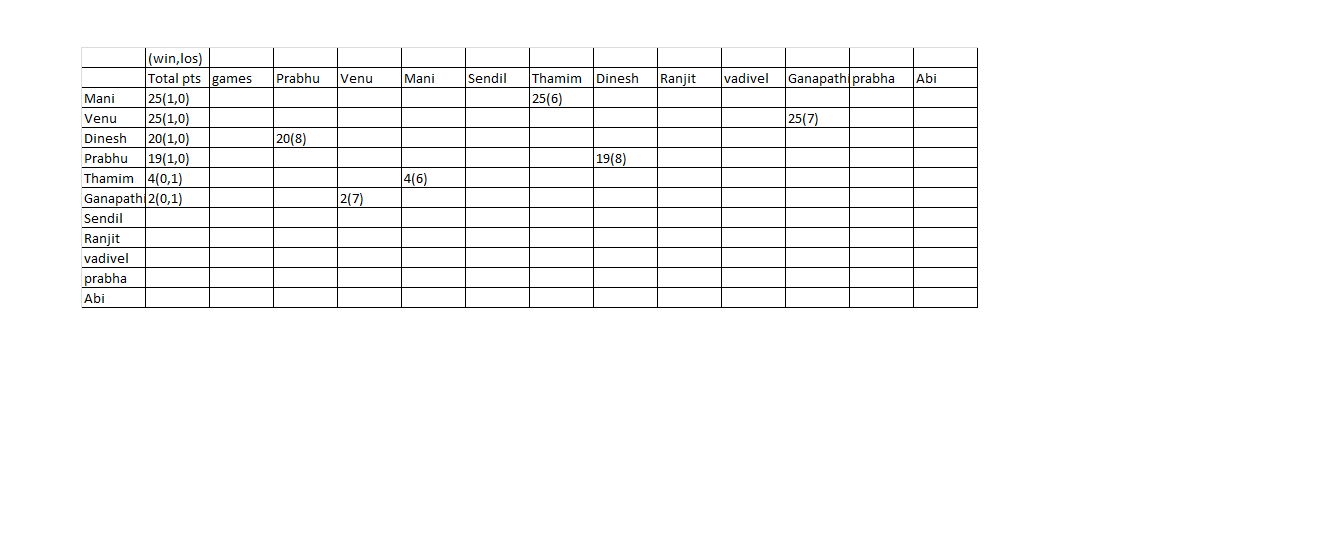 (win,los)
Total pts games Prabhu Venu Mani Sendil Thamim Dinesh Ranjit vadivel Ganapathi prabha Abi
Mani 25(1,0) 25(6)
Venu 25(1,0) 25(7)
Dinesh 20(1,0) 20(8)
Prabhu 19(1,0) 19(8)
Thamim 4(0,1) 4(6)
Ganapathi 2(0,1) 2(7)
Sendil
Ranjit
vadivel
prabha
Abi